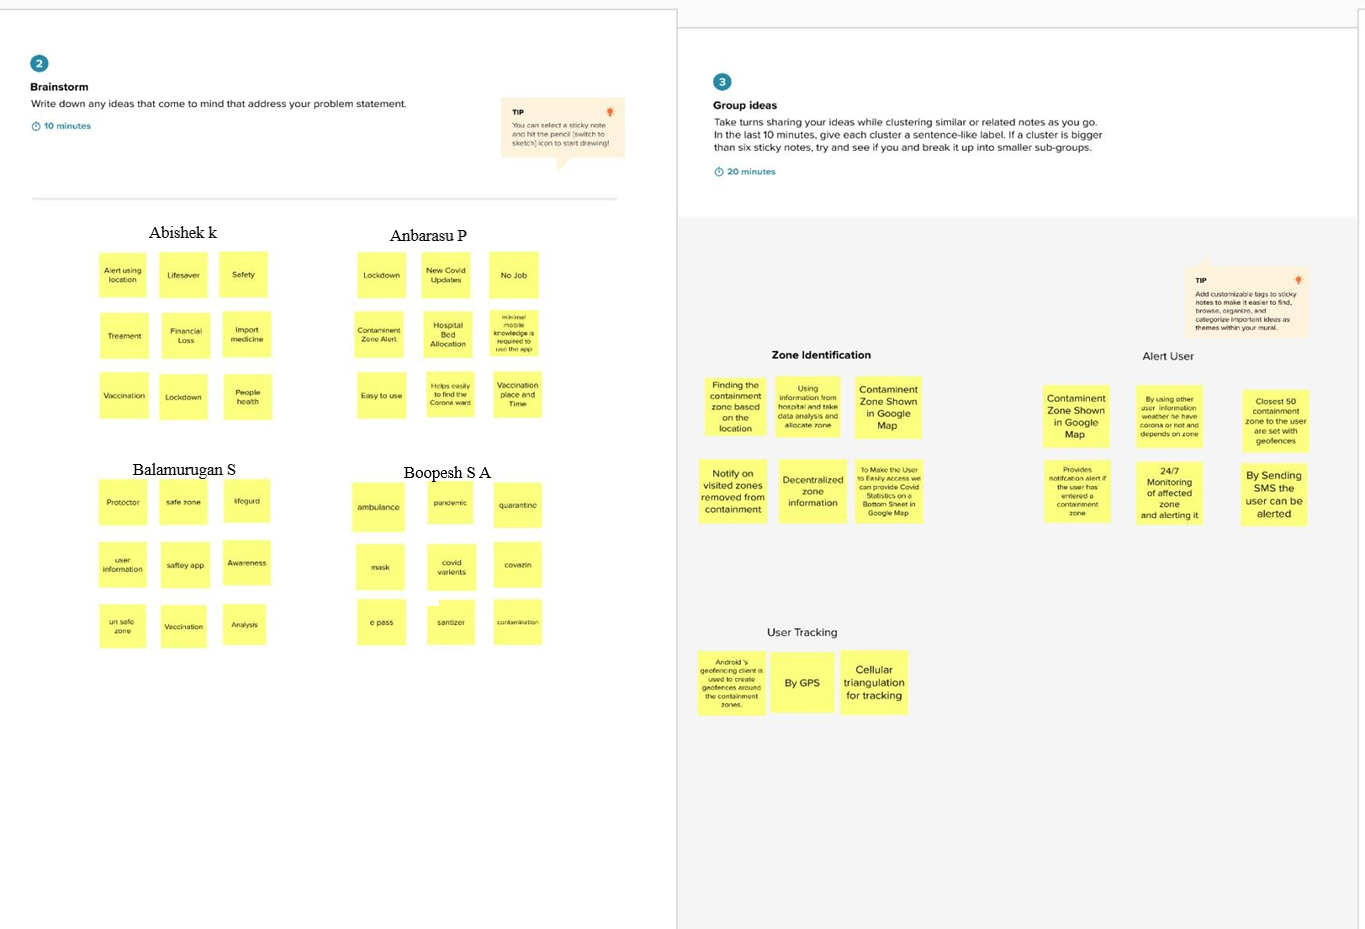 2
Brainstorm
Write down any ideas that come to mind that address your problem statement.
10 minutes
TIP
You can select a sticky note
and hit the pencil [switch to
sketch] icon to start drawing!
Abishek k
Alert using
location
Lifesaver
Safety
Treament
Financial
Loss
Import
medicine
Vaccination
Lockdown
People
health
Anbarasu P
Lockdown
New Covid
Updates
No Job
Contaminent
Zone Alert
Hospital
Bed
Allocation
minimal
mobile
knowledge is
required to
use the app
Easy to use
Helps easily
to find the
Corona ward
Vaccination
place and
Time
Balamurugan S
Protector
safe zone
lifegurd
user
information
saftey app
Awareness
un safe
zone
Vaccination
Analysis
Boopesh S A
ambulance
pandemic
quarantine
mask
covid
varients
covazin
e pass
santizer
contamination
3
Group ideas
Take turns sharing your ideas while clustering similar or related notes as you go.
In the last 10 minutes, give each cluster a sentence-like label. If a cluster is bigger
than six sticky notes, try and see if you and break it up into smaller sub-groups.
20 minutes
TIP
Add customizable tags to sticky
notes to make it easier to find,
browse, organize, and
categorize important ideas as
themes within your mural.
Zone Identification
Finding the
containment
zone based
on the
location
Using
information from
hospital and take
data analysis and
allocate zone
Contaminent
Zone Shown
in Google
Map
Notify on
visited zones
removed from
containment
Decentralized
zone
information
To Make the User
to Easily access we
can provide Covid
Statistics on a
Bottom Sheet in
Google Map
Alert User
Contaminent
Zone Shown
in Google
Map
By using other
user information
weather he have
corona or not and
depends on zone
Closest 50
containment
zone to the user
are set with
geofences
Provides
notifcation alert if
the user has
entered a
containment
zone
24/7
Monitoring
of affected
zone
and alerting it
By Sending
SMS the
user can be
alerted
User Tracking
Android 's
geofencing client is
used to create
geofences around
the containment
zones.
By GPS
Cellular
triangulation
for tracking